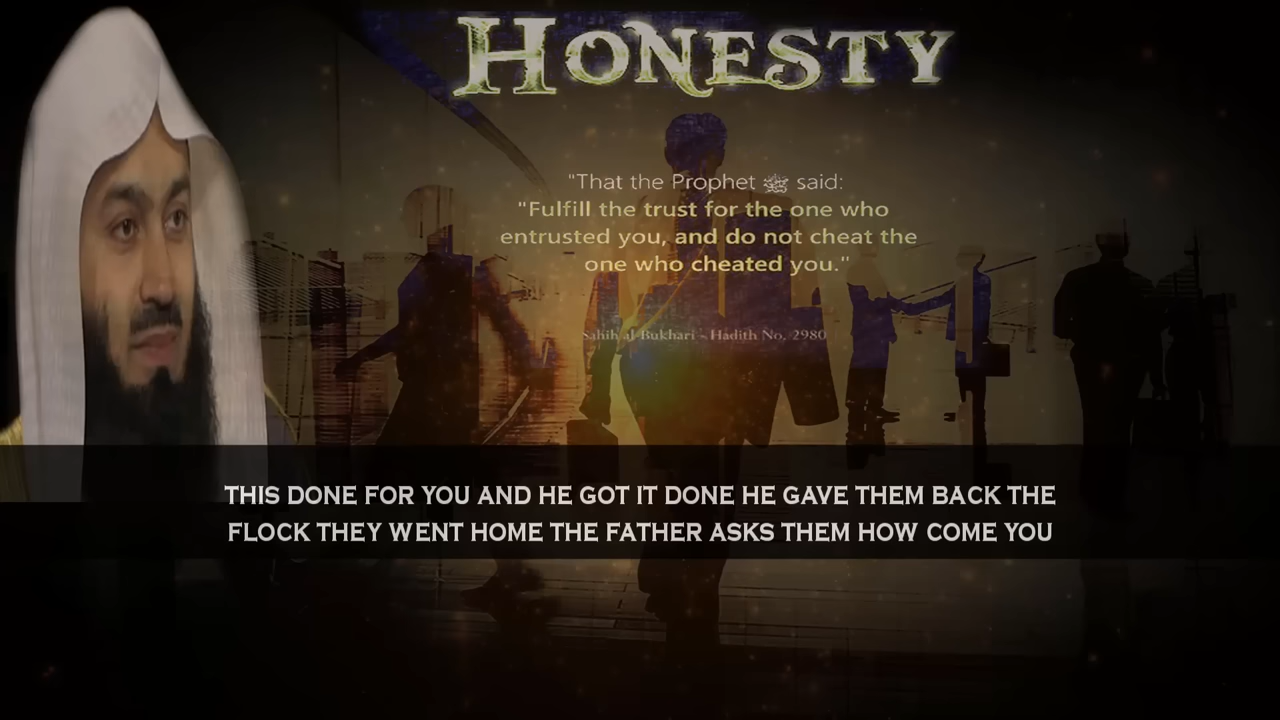 HONESTY
"That the Prophet ﷺ said:
"Fulfill the trust for the one who
entrusted you, and do not cheat the
one who cheated you."
Sahih al-Bukhari - Hadith No. 2980
THIS DONE FOR YOU AND HE GOT IT DONE HE GAVE THEM BACK THE
FLOCK THEY WENT HOME THE FATHER ASKS THEM HOW COME YOU